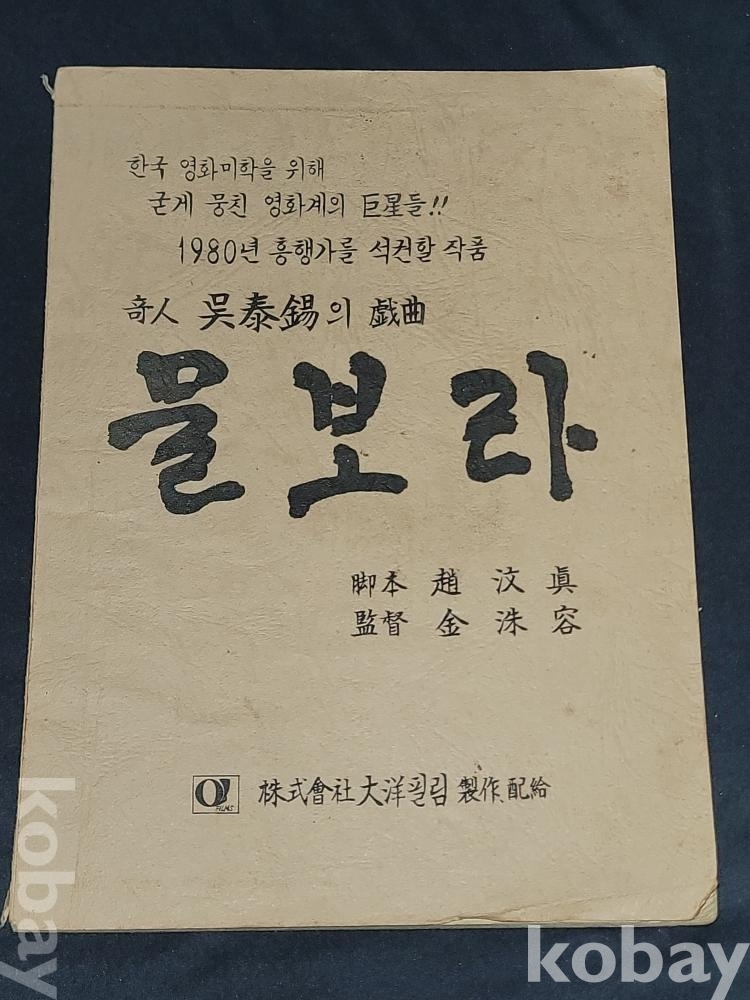 한국 영화미학을 위해
굳게 뭉친 영화계의 巨星들!!
1980년 흥행가를 석컨할 작품
奇人 吳泰錫의 戱曲
물보라
脚本 趙汶眞
監督 金洙容
FILMS
株式會社 大洋필림 製作.配給
kobay
kobay